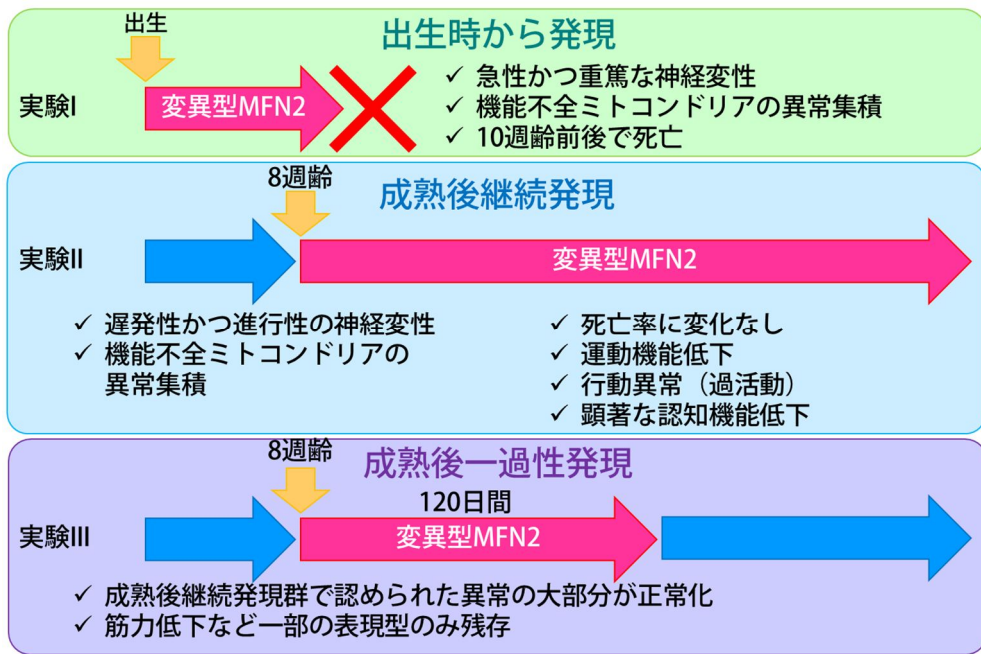 出生
出生時から発現
実験I
変異型MFN2
✓ 急性かつ重篤な神経変性
✓ 機能不全ミトコンドリアの異常集積
✓ 10週齢前後で死亡
8週齢
成熟後継続発現
実験II
変異型MFN2
✓ 遅発性かつ進行性の神経変性
✓ 機能不全ミトコンドリアの
異常集積
✓ 死亡率に変化なし
✓ 運動機能低下
✓ 行動異常（過活動）
✓ 顕著な認知機能低下
8週齢
成熟後一過性発現
120日間
実験III
変異型MFN2
✓ 成熟後継続発現群で認められた異常の大部分が正常化
✓ 筋力低下など一部の表現型のみ残存